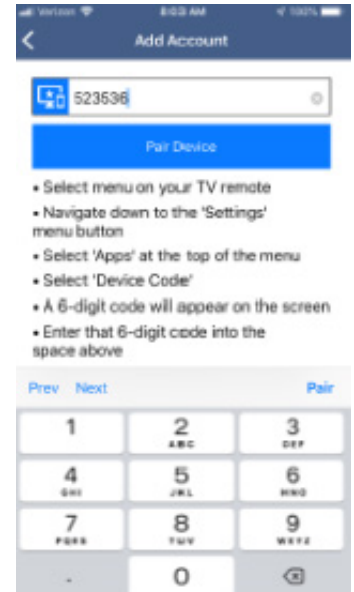 Verizon 8:03 AM 100%
Add Account
523536
Pair Device
• Select menu on your TV remote
• Navigate down to the 'Settings'
menu button
• Select 'Apps' at the top of the
menu
• Select 'Device Code'
• A 6-digit code will appear on the screen
• Enter that 6-digit code into the
space above
Prev Next Pair
1 2 3
ABC DEF
4 5 6
GHI JKL MNO
7 8 9
PQRS TUV WXYZ
. 0